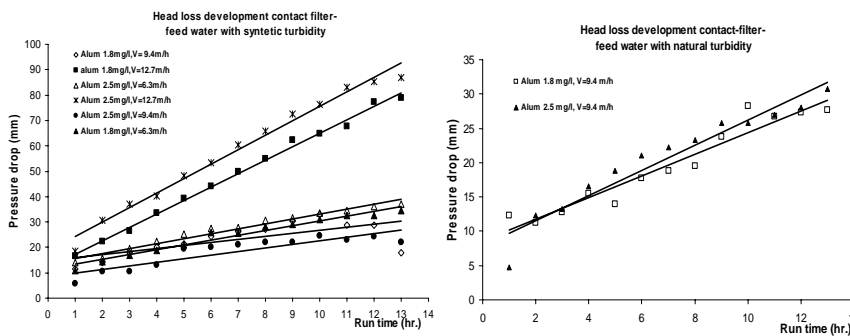 Head loss development contact filter-
feed water with syntetic turbidity
Alum 1.8mg/l,V= 9.4m/h
alum 1.8mg/l,V=12.7m/h
Alum 2.5mg/l,V=6.3m/h
Alum 2.5mg/l,V=12.7m/h
Alum 2.5mg/l,V=9.4m/h
Alum 1.8mg/l,V=6.3m/h
Pressure drop (mm)
100
90
80
70
60
50
40
30
20
10
0
0 1 2 3 4 5 6 7 8 9 10 11 12 13 14
Run time (hr.)
Head loss development contact-filter-
feed water with natural turbidity
Alum 1.8 mg/l, V=9.4 m/h
Alum 2.5 mg/l, V=9.4 m/h
Pressure drop (mm)
35
30
25
20
15
10
5
0
0 2 4 6 8 10 12
Run time (hr.)